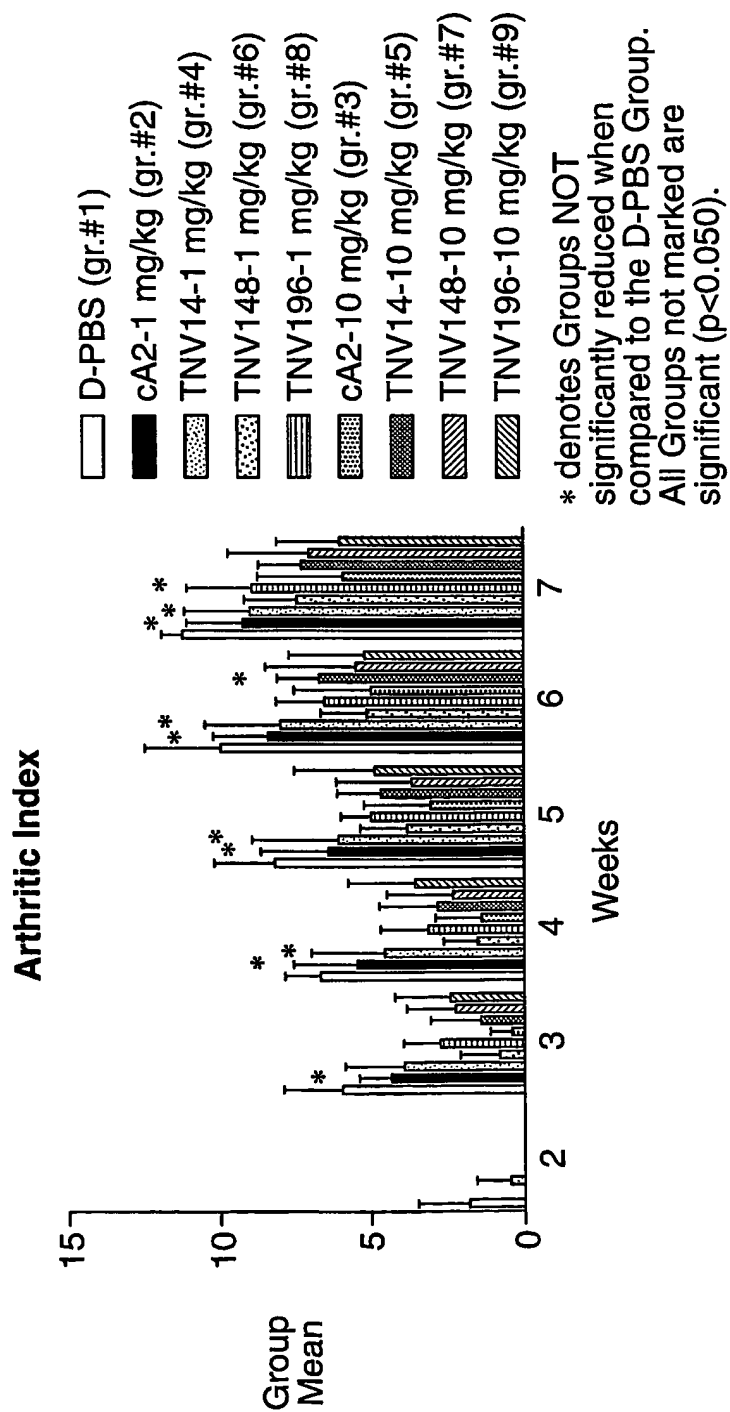 Arthritic Index
Group
Mean
15
10
5
0
* *
* * *
* *
* * *
* * * *
2
3
4
5
6
7
Weeks
D-PBS (gr.#1)
cA2-1 mg/kg (gr.#2)
TNV14-1 mg/kg (gr.#4)
TNV148-1 mg/kg (gr.#6)
TNV196-1 mg/kg (gr.#8)
cA2-10 mg/kg (gr.#3)
TNV14-10 mg/kg (gr.#5)
TNV148-10 mg/kg (gr.#7)
TNV196-10 mg/kg (gr.#9)
* denotes Groups NOT
significantly reduced when
compared to the D-PBS Group.
All Groups not marked are
significant (p<0.050).